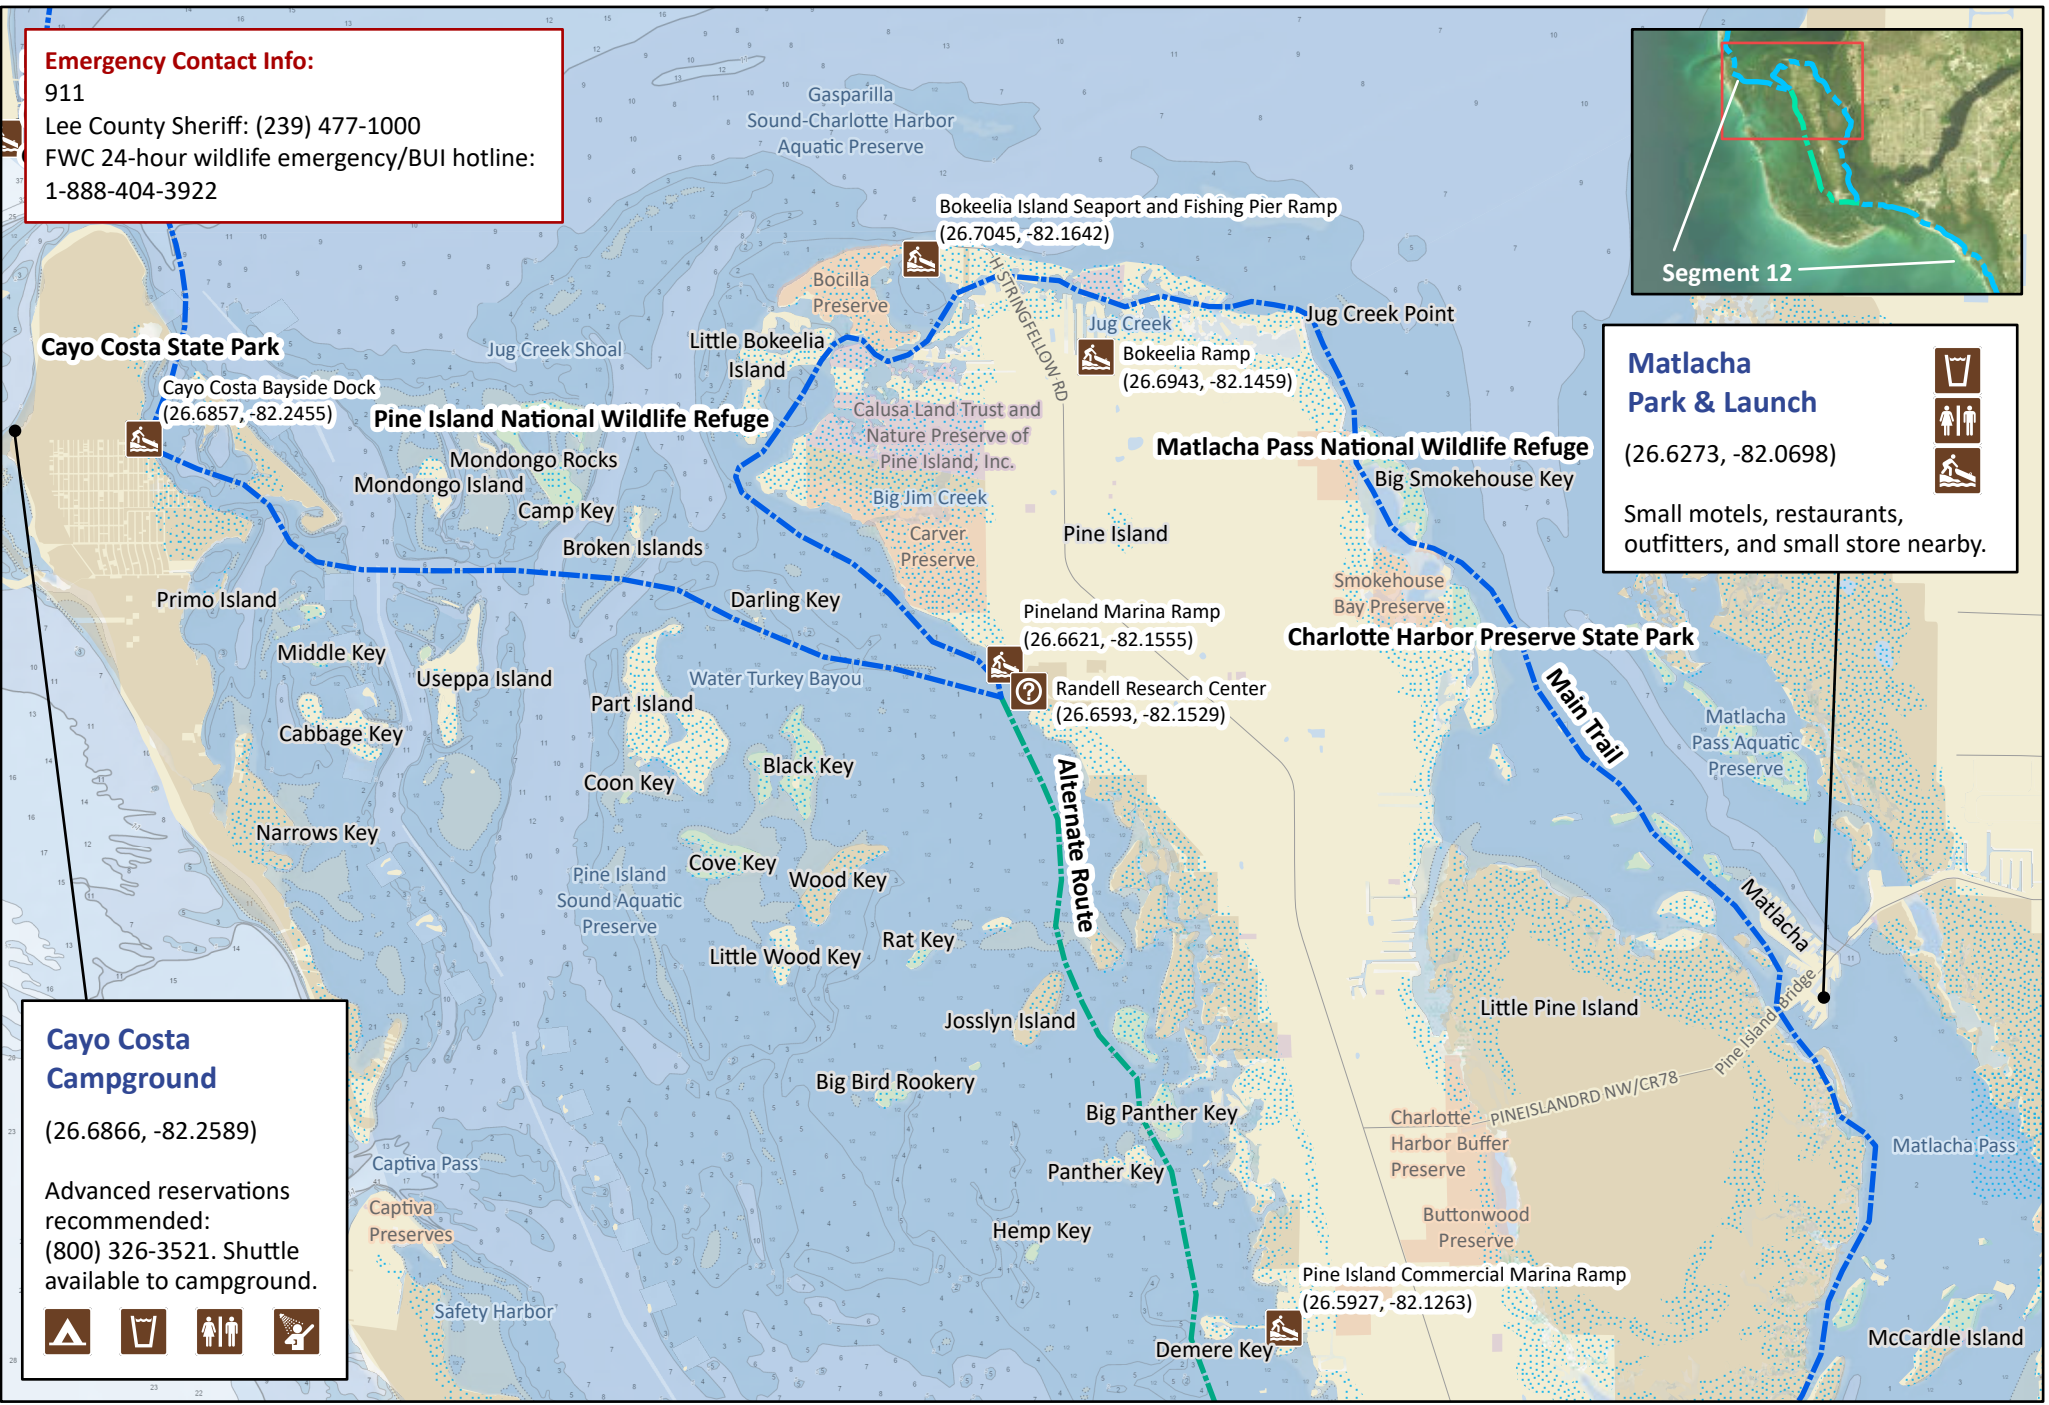 Emergency Contact Info:
911
Lee County Sheriff: (239) 477-1000
FWC 24-hour wildlife emergency/BUI hotline:
1-888-404-3922
Gasparilla
Sound-Charlotte Harbor
Aquatic Preserve
Segment 12
Bokeelia Island Seaport and Fishing Pier Ramp
(26.7045, -82.1642)
Bocilla
Preserve
H STRINGFELLOW RD
Jug Creek Point
Jug Creek
Bokeelia Ramp
(26.6943, -82.1459)
Little Bokeelia
Island
Jug Creek Shoal
Cayo Costa State Park
Cayo Costa Bayside Dock
(26.6857, -82.2455)
Pine Island National Wildlife Refuge
Calusa Land Trust and
Nature Preserve of
Pine Island, Inc.
Matlacha Pass National Wildlife Refuge
Big Smokehouse Key
Matlacha
Park & Launch
(26.6273, -82.0698)
Small motels, restaurants,
outfitters, and small store nearby.
Mondongo Rocks
Mondongo Island
Camp Key
Big Jim Creek
Broken Islands
Carver
Preserve
Pine Island
Smokehouse
Bay Preserve
Primo Island
Darling Key
Pineland Marina Ramp
(26.6621, -82.1555)
Charlotte Harbor Preserve State Park
Middle Key
Useppa Island
Water Turkey Bayou
Part Island
Randell Research Center
(26.6593, -82.1529)
Main Trail
Matlacha
Pass Aquatic
Preserve
Cabbage Key
Black Key
Coon Key
Alternate Route
Narrows Key
Cove Key
Wood Key
Pine Island
Sound Aquatic
Preserve
Matlacha
Rat Key
Little Wood Key
Pine Island Bridge
Josslyn Island
Little Pine Island
Cayo Costa
Campground
(26.6866, -82.2589)
Advanced reservations
recommended:
(800) 326-3521. Shuttle
available to campground.
Big Bird Rookery
Big Panther Key
PINEISLANDRD NW/CR78
Charlotte
Harbor Buffer
Preserve
Matlacha Pass
Captiva Pass
Panther Key
Captiva
Preserves
Hemp Key
Buttonwood
Preserve
Pine Island Commercial Marina Ramp
(26.5927, -82.1263)
Safety Harbor
Demere Key
McCardle Island